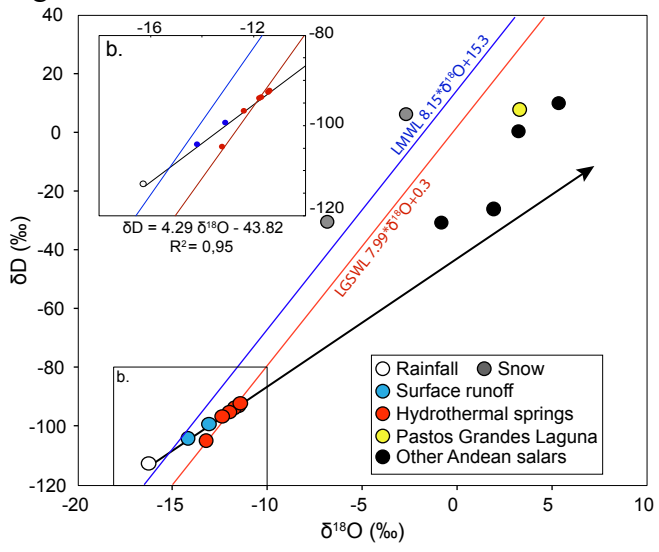 40
20
0
-20
-40
-60
-80
-100
-120
δD (‰)
-20
-15
-10
-5
0
5
10
δ¹⁸O (‰)
b.
-16
-12
-80
-100
-120
δD = 4.29 δ¹⁸O - 43.82
R² = 0,95
LMWL 8.15*δ¹⁸O+15.3
LGSWL 7.99*δ¹⁸O+0.3
b.
Rainfall Snow
Surface runoff
Hydrothermal springs
Pastos Grandes Laguna
Other Andean salars